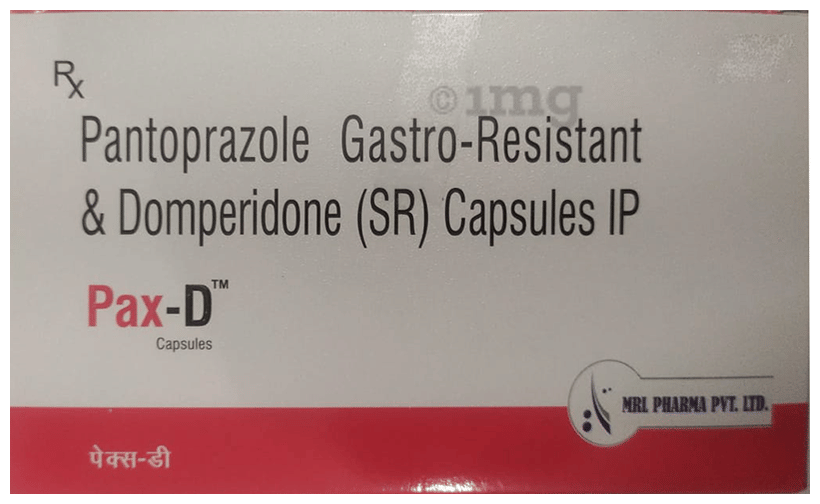 Rx
©1mg
Pantoprazole Gastro-Resistant
& Domperidone (SR) Capsules IP
Pax-D™
Capsules
MRL PHARMA PVT. LTD.
पेक्स-डी